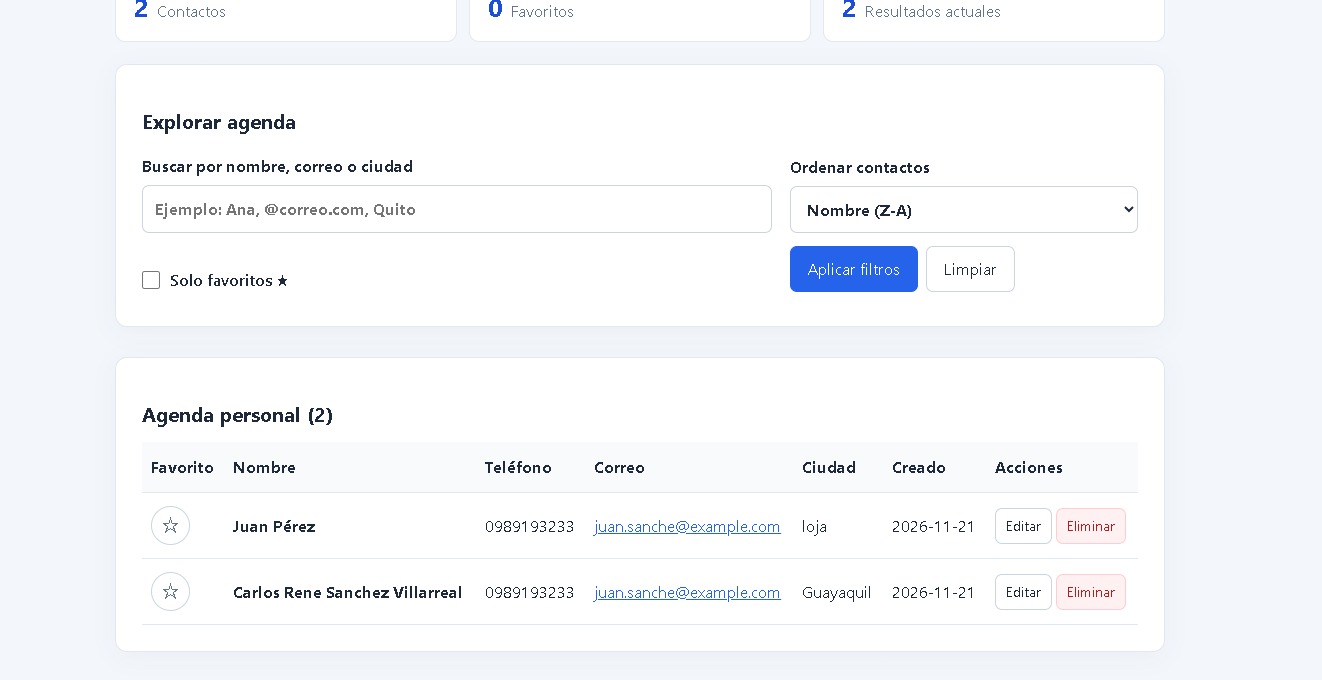 2 Contactos 0 Favoritos 2 Resultados actuales
Explorar agenda
Buscar por nombre, correo o ciudad
Ejemplo: Ana, @correo.com, Quito
Ordenar contactos
Nombre (Z-A)
Solo favoritos ★
Aplicar filtros Limpiar
Agenda personal (2)
Favorito Nombre Teléfono Correo Ciudad Creado Acciones
☆ Juan Pérez 0989193233 juan.sanche@example.com loja 2026-11-21 Editar Eliminar
☆ Carlos Rene Sanchez Villarreal 0989193233 juan.sanche@example.com Guayaquil 2026-11-21 Editar Eliminar